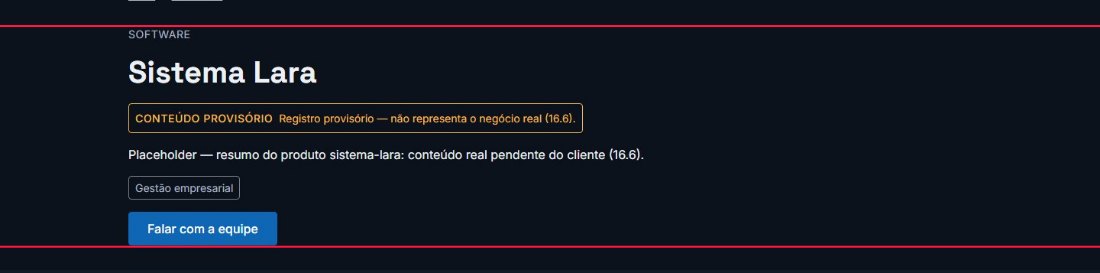 SOFTWARE
Sistema Lara
CONTEÚDO PROVISÓRIO Registro provisório — não representa o negócio real (16.6).
Placeholder — resumo do produto sistema-lara: conteúdo real pendente do cliente (16.6).
Gestão empresarial
Falar com a equipe